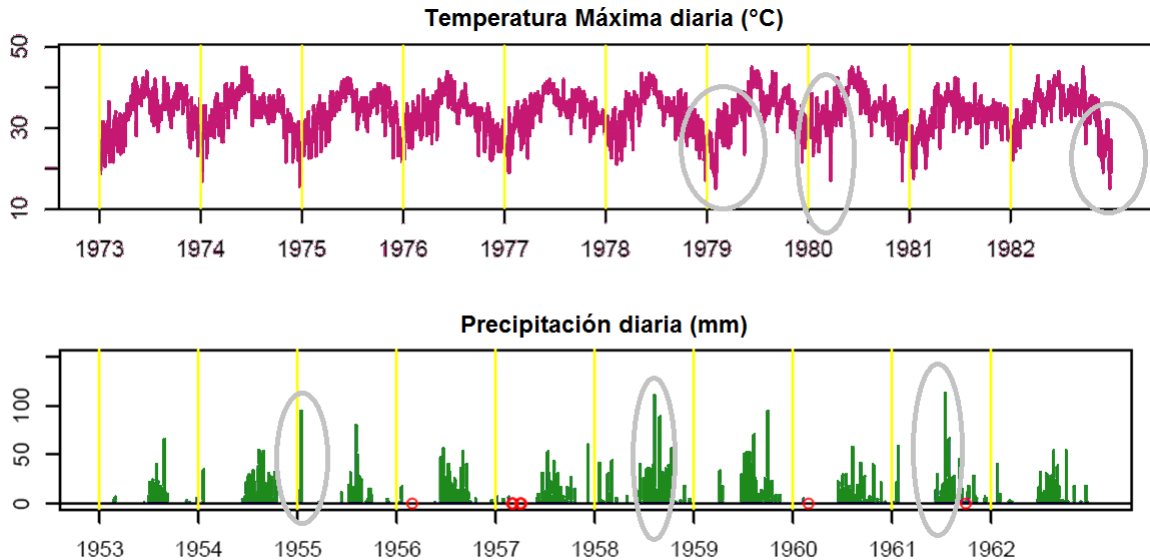 Temperatura Máxima diaria (°C)
50
30
10
1973 1974 1975 1976 1977 1978 1979 1980 1981 1982
Precipitación diaria (mm)
100
50
0
1953 1954 1955 1956 1957 1958 1959 1960 1961 1962